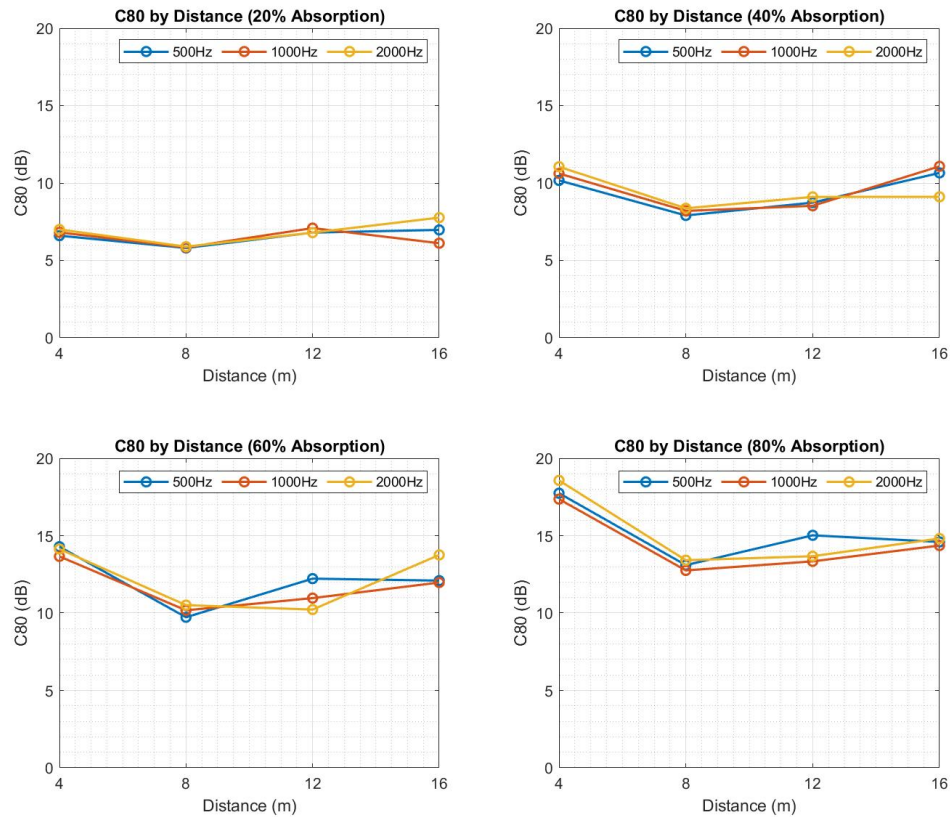 C80 by Distance (20% Absorption)
500Hz 1000Hz 2000Hz
20
15
10
5
0
C80 (dB)
4 8 12 16
Distance (m)
C80 by Distance (40% Absorption)
500Hz 1000Hz 2000Hz
20
15
10
5
0
C80 (dB)
4 8 12 16
Distance (m)
C80 by Distance (60% Absorption)
500Hz 1000Hz 2000Hz
20
15
10
5
0
C80 (dB)
4 8 12 16
Distance (m)
C80 by Distance (80% Absorption)
500Hz 1000Hz 2000Hz
20
15
10
5
0
C80 (dB)
4 8 12 16
Distance (m)